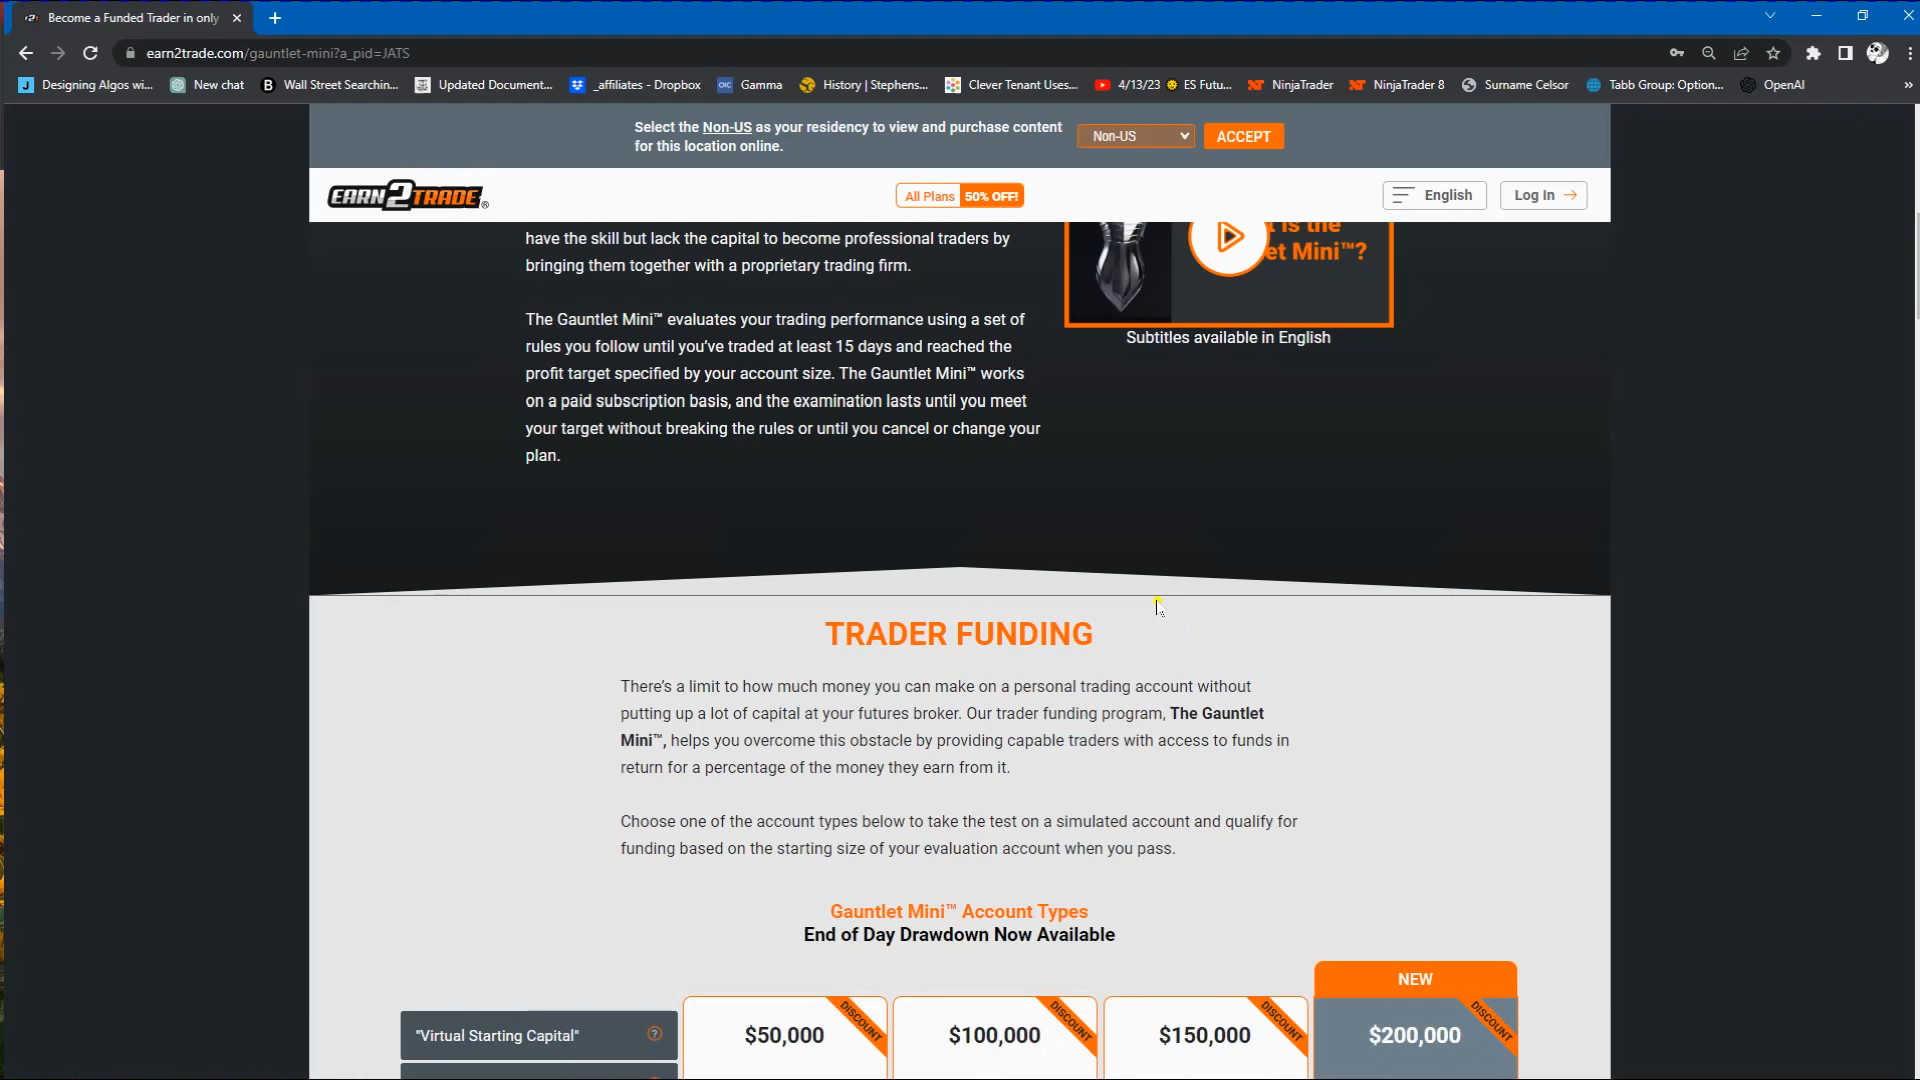 Become a Funded Trader in only
earn2trade.com/gauntlet-mini?a_pid=JATS
Designing Algos wi...
New chat
Wall Street Searchin...
Updated Document...
_affiliates - Dropbox
OIC
Gamma
History | Stephens...
Clever Tenant Uses...
4/13/23 🌞 ES Futu...
NinjaTrader
NinjaTrader 8
Surname Celsor
Tabb Group: Option...
OpenAI
»
Select the Non-US as your residency to view and purchase content
for this location online.
Non-US
ACCEPT
EARN2TRADE®
All Plans 50% OFF!
English
Log In →
have the skill but lack the capital to become professional traders by
bringing them together with a proprietary trading firm.
is the
et Mini™?
Subtitles available in English
The Gauntlet Mini™ evaluates your trading performance using a set of
rules you follow until you’ve traded at least 15 days and reached the
profit target specified by your account size. The Gauntlet Mini™ works
on a paid subscription basis, and the examination lasts until you meet
your target without breaking the rules or until you cancel or change your
plan.
TRADER FUNDING
There’s a limit to how much money you can make on a personal trading account without
putting up a lot of capital at your futures broker. Our trader funding program, The Gauntlet
Mini™, helps you overcome this obstacle by providing capable traders with access to funds in
return for a percentage of the money they earn from it.
Choose one of the account types below to take the test on a simulated account and qualify for
funding based on the starting size of your evaluation account when you pass.
Gauntlet Mini™ Account Types
End of Day Drawdown Now Available
NEW
"Virtual Starting Capital" ?
$50,000
DISCOUNT
$100,000
DISCOUNT
$150,000
DISCOUNT
$200,000
DISCOUNT